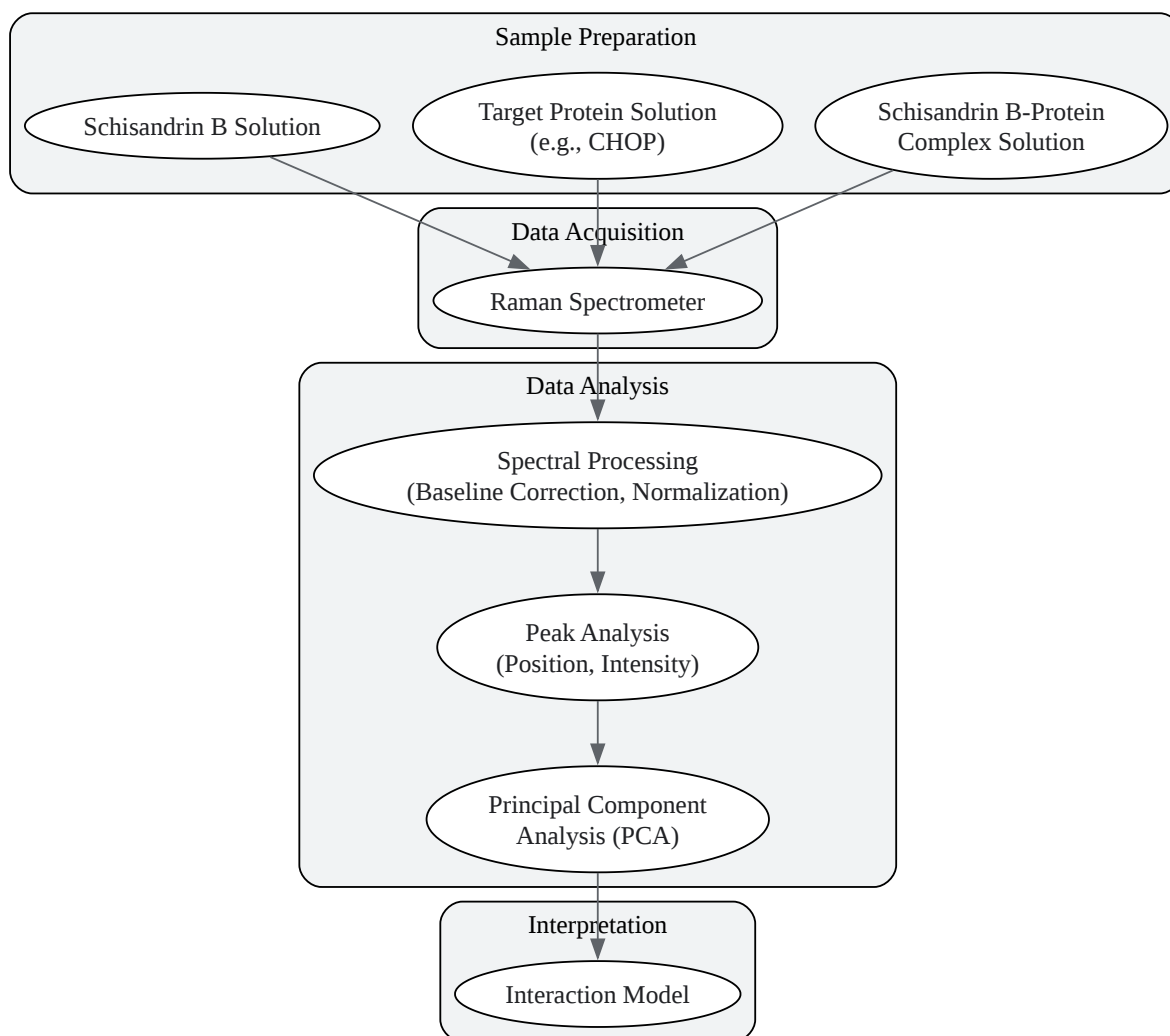 Sample Preparation
Schisandrin B Solution
Target Protein Solution
(e.g., CHOP)
Schisandrin B-Protein
Complex Solution
Data Acquisition
Raman Spectrometer
Data Analysis
Spectral Processing
(Baseline Correction, Normalization)
Peak Analysis
(Position, Intensity)
Principal Component
Analysis (PCA)
Interpretation
Interaction Model